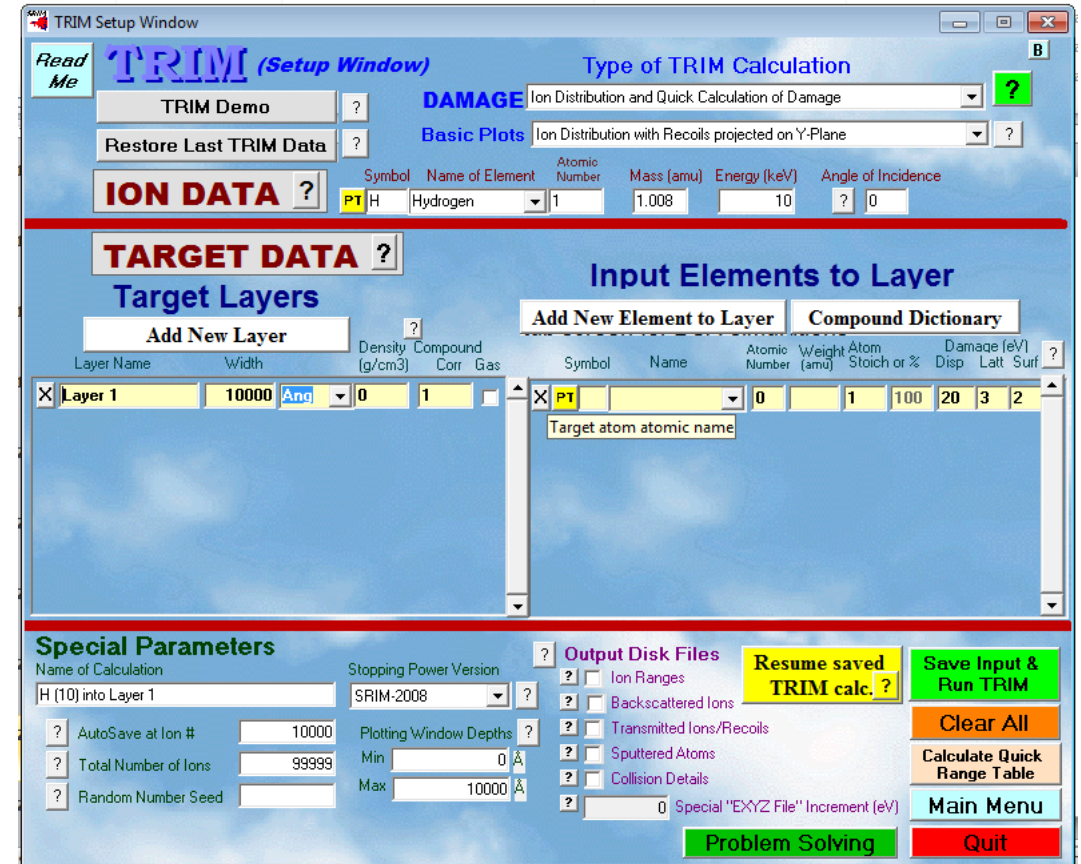 TRIM Setup Window
Read Me
TRIM (Setup Window)
B
Type of TRIM Calculation
TRIM Demo ?
DAMAGE Ion Distribution and Quick Calculation of Damage ?
Restore Last TRIM Data ?
Basic Plots Ion Distribution with Recoils projected on Y-Plane ?
ION DATA ?
Symbol Name of Element Atomic Number Mass (amu) Energy (keV) Angle of Incidence
PT H Hydrogen 1 1.008 10 ? 0
TARGET DATA ?
Target Layers
Input Elements to Layer
Add New Layer ?
Add New Element to Layer Compound Dictionary
Layer Name Width Density (g/cm3) Compound Corr Gas
Symbol Name Atomic Number Weight (amu) Atom Stoich or % Damage (eV) Disp Latt Surf ?
X Layer 1 10000 Ang 0 1
X PT 0 1 100 20 3 2
Target atom atomic name
Special Parameters
Name of Calculation
H (10) into Layer 1
Stopping Power Version
SRIM-2008 ?
? AutoSave at Ion # 10000
? Total Number of Ions 99999
? Random Number Seed
Plotting Window Depths ?
Min 0 Å
Max 10000 Å
? Output Disk Files
? Ion Ranges
? Backscattered Ions
? Transmitted Ions/Recoils
? Sputtered Atoms
? Collision Details
? 0 Special "EXYZ File" Increment (eV)
Resume saved TRIM calc. ?
Save Input & Run TRIM
Clear All
Calculate Quick Range Table
Main Menu
Problem Solving
Quit